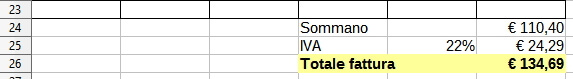 23
24 Sommano € 110,40
25 IVA 22% € 24,29
26 Totale fattura € 134,69